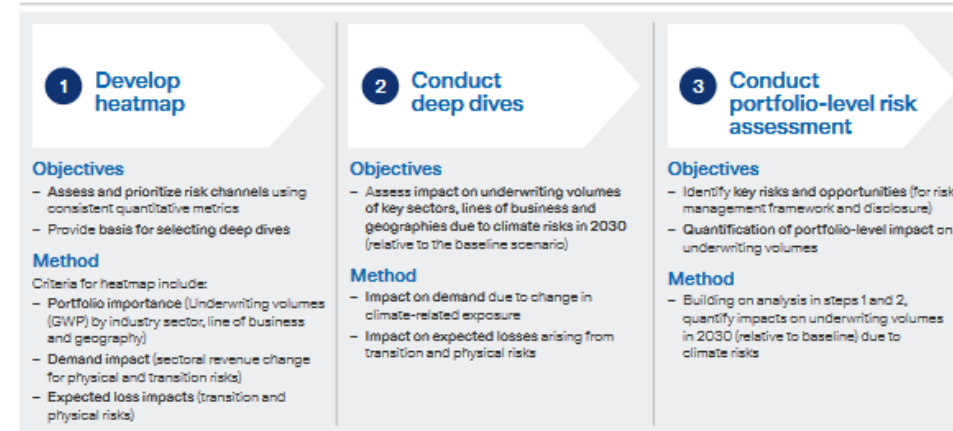 1 Develop
heatmap
Objectives
– Assess and prioritize risk channels using
consistent quantitative metrics
– Provide basis for selecting deep dives
Method
Criteria for heatmap include:
– Portfolio importance (Underwriting volumes
(GWP) by industry sector, line of business
and geography)
– Demand impact (sectoral revenue change
for physical and transition risks)
– Expected loss impacts (transition and
physical risks)
2 Conduct
deep dives
Objectives
– Assess impact on underwriting volumes
of key sectors, lines of business and
geographies due to climate risks in 2030
(relative to the baseline scenario)
Method
– Impact on demand due to change in
climate-related exposure
– Impact on expected losses arising from
transition and physical risks
3 Conduct
portfolio-level risk
assessment
Objectives
– Identify key risks and opportunities (for risk
management framework and disclosure)
– Quantification of portfolio-level impact on
underwriting volumes
Method
– Building on analysis in steps 1 and 2,
quantify impacts on underwriting volumes
in 2030 (relative to baseline) due to
climate risks